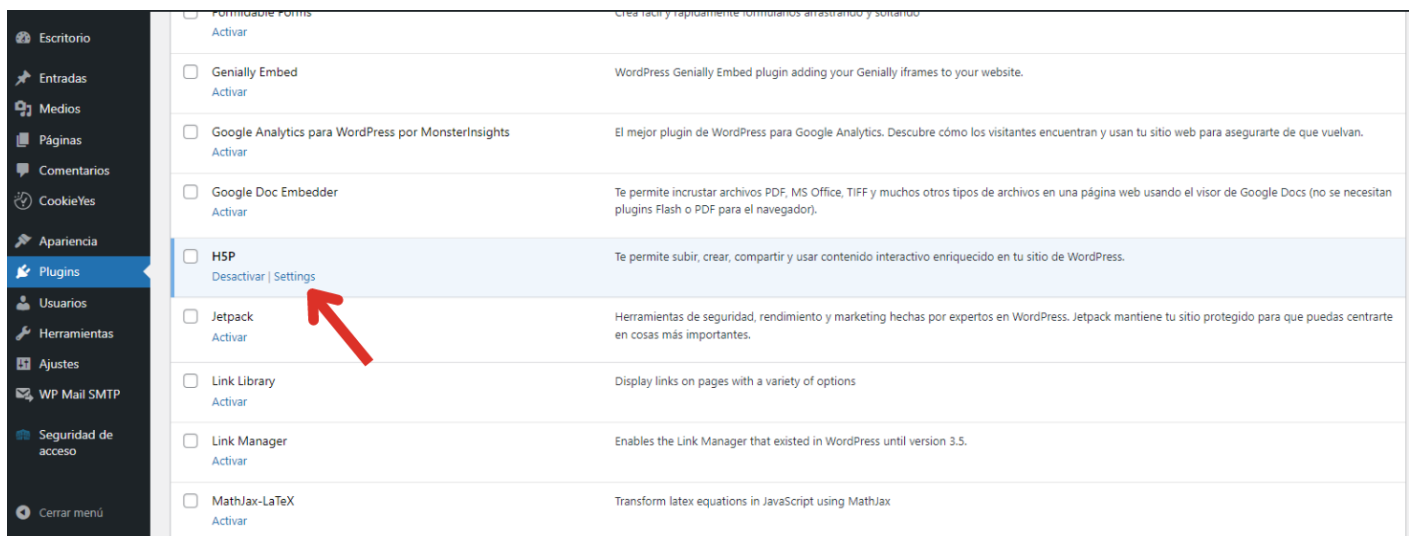 Formidable Forms
Crea fácil y rápidamente formularios arrastrando y soltando
Activar
Escritorio
Entradas
Medios
Páginas
Comentarios
CookieYes
Apariencia
Plugins
Usuarios
Herramientas
Ajustes
WP Mail SMTP
Seguridad de
acceso
Cerrar menú
Genially Embed
WordPress Genially Embed plugin adding your Genially iframes to your website.
Activar
Google Analytics para WordPress por MonsterInsights
El mejor plugin de WordPress para Google Analytics. Descubre cómo los visitantes encuentran y usan tu sitio web para asegurarte de que vuelvan.
Activar
Google Doc Embedder
Te permite incrustar archivos PDF, MS Office, TIFF y muchos otros tipos de archivos en una página web usando el visor de Google Docs (no se necesitan
plugins Flash o PDF para el navegador).
Activar
H5P
Te permite subir, crear, compartir y usar contenido interactivo enriquecido en tu sitio de WordPress.
Desactivar | Settings
Jetpack
Herramientas de seguridad, rendimiento y marketing hechas por expertos en WordPress. Jetpack mantiene tu sitio protegido para que puedas centrarte
en cosas más importantes.
Activar
Link Library
Display links on pages with a variety of options
Activar
Link Manager
Enables the Link Manager that existed in WordPress until version 3.5.
Activar
MathJax-LaTeX
Transform latex equations in JavaScript using MathJax
Activar